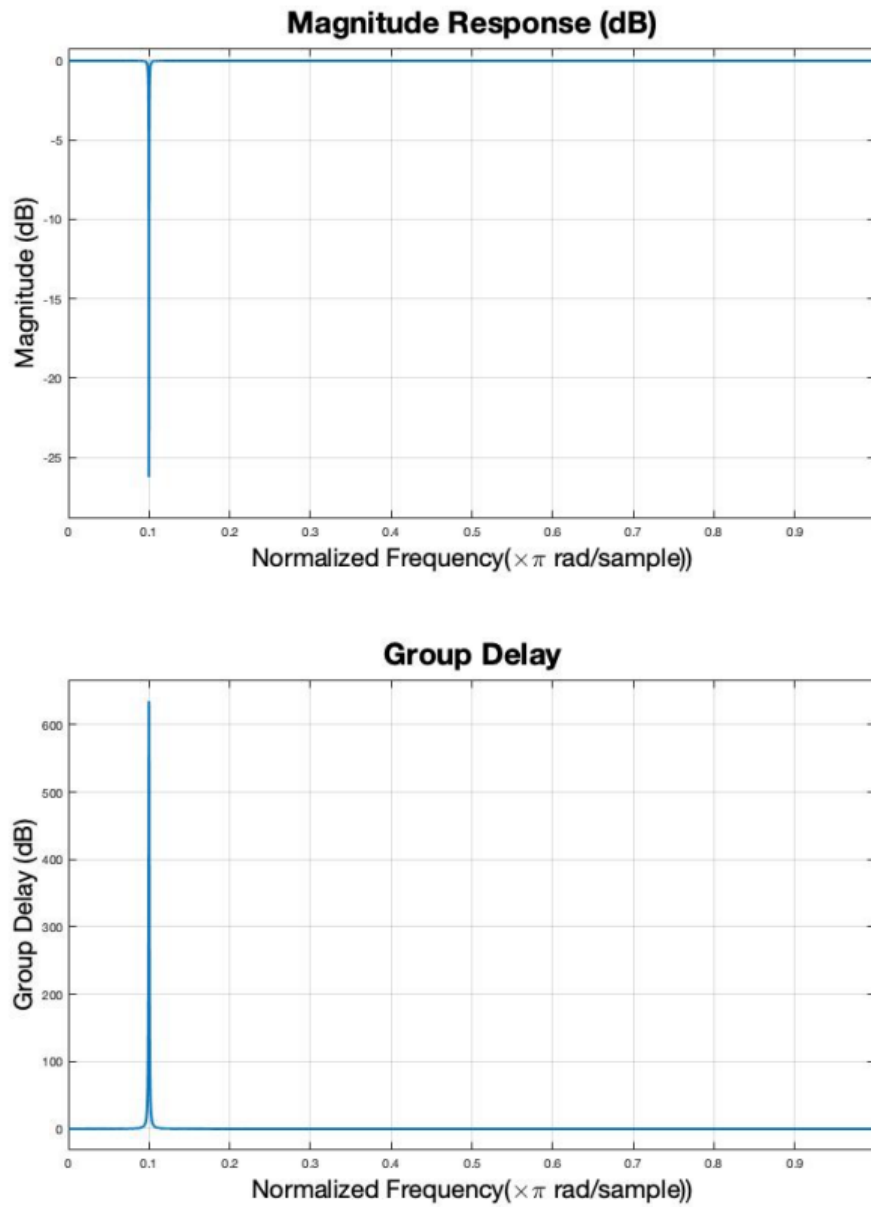 Magnitude Response (dB)
0
-5
-10
-15
-20
-25
Magnitude (dB)
0 0.1 0.2 0.3 0.4 0.5 0.6 0.7 0.8 0.9
Normalized Frequency(×π rad/sample))
Group Delay
600
500
400
300
200
100
0
Group Delay (dB)
0 0.1 0.2 0.3 0.4 0.5 0.6 0.7 0.8 0.9
Normalized Frequency(×π rad/sample))